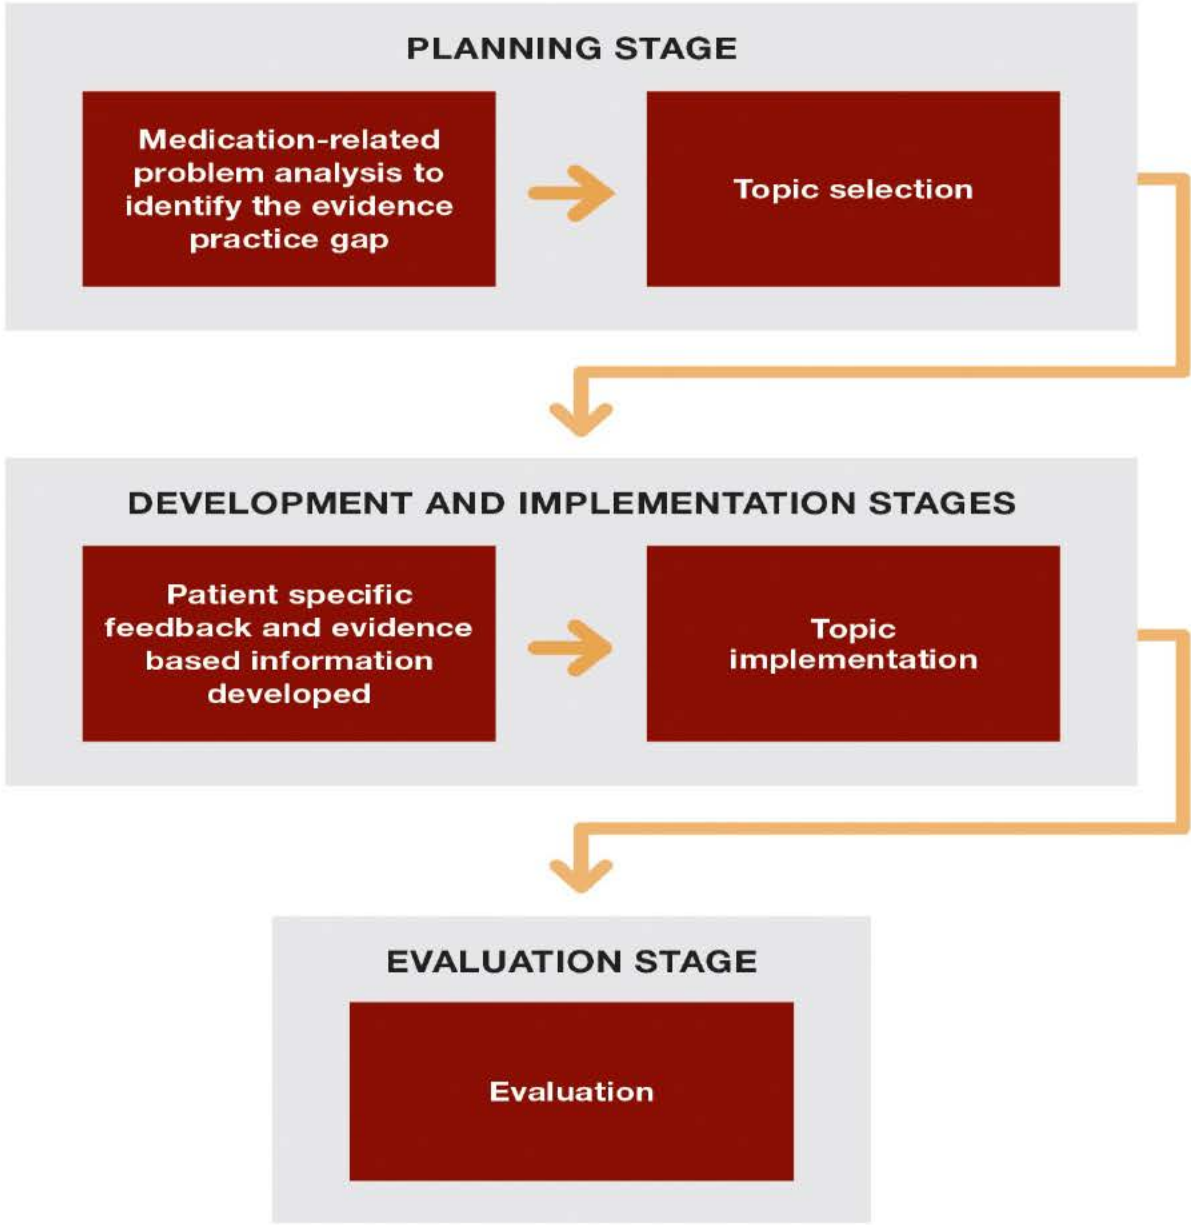 PLANNING STAGE
Medication-related
problem analysis to
identify the evidence
practice gap
Topic selection
DEVELOPMENT AND IMPLEMENTATION STAGES
Patient specific
feedback and evidence
based information
developed
Topic
implementation
EVALUATION STAGE
Evaluation